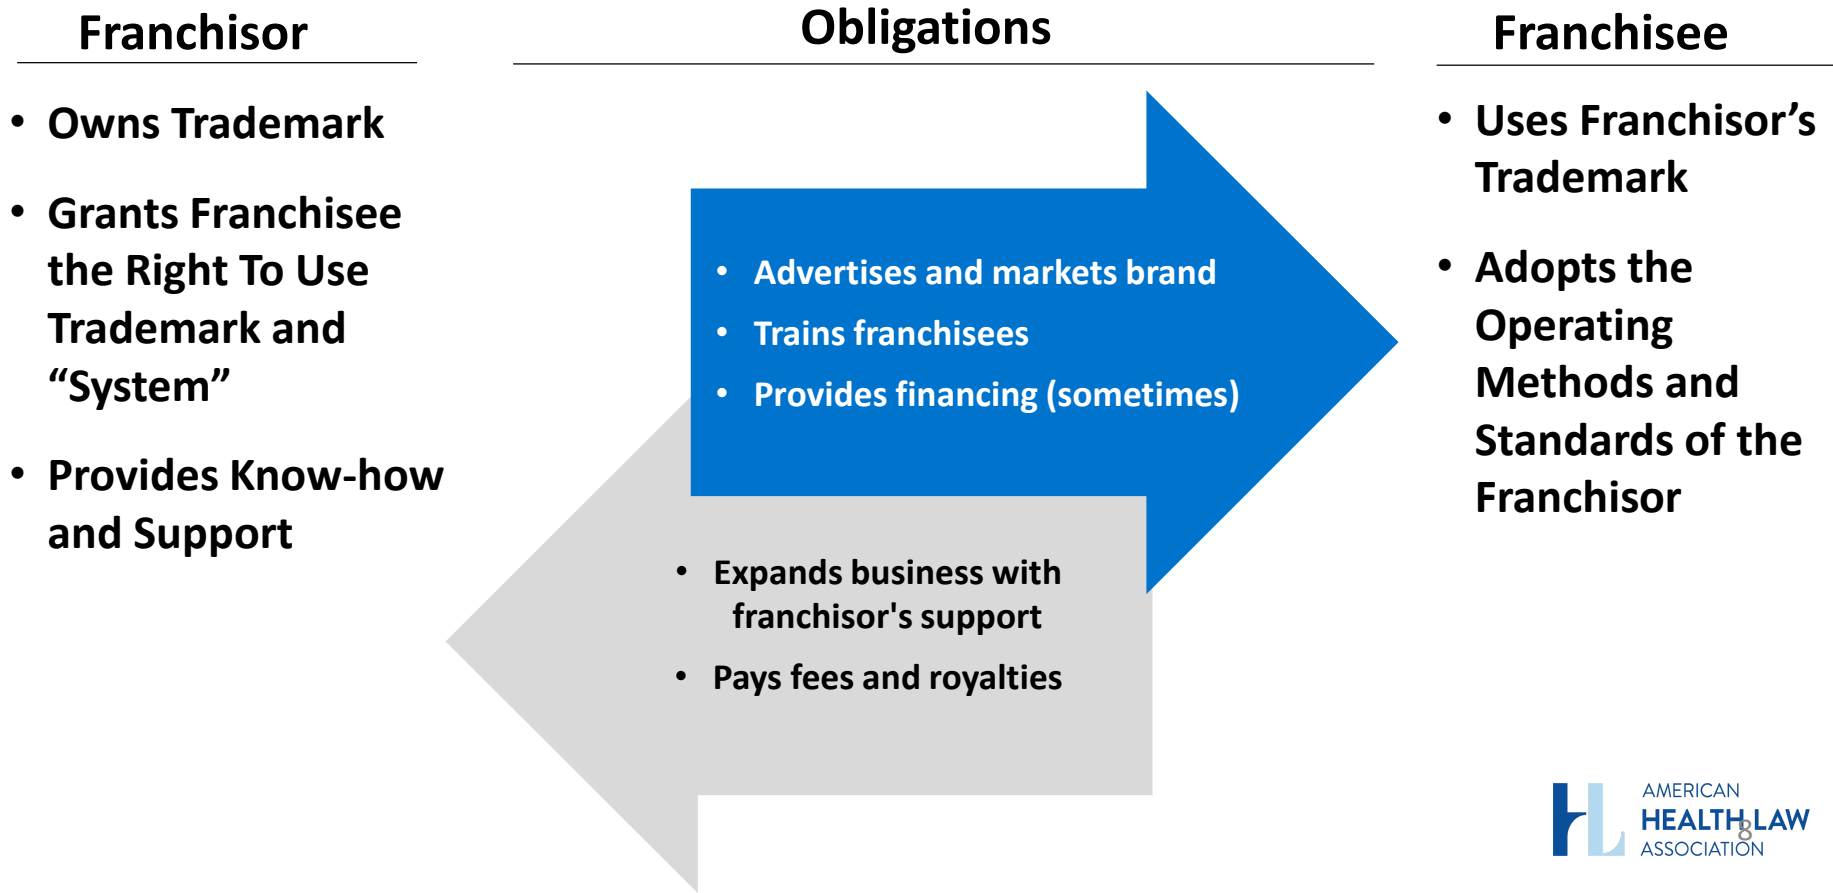 Franchisor
• Owns Trademark
• Grants Franchisee
the Right To Use
Trademark and
“System”
• Provides Know-how
and Support
Obligations
• Advertises and markets brand
• Trains franchisees
• Provides financing (sometimes)
• Expands business with
franchisor's support
• Pays fees and royalties
Franchisee
• Uses Franchisor’s
Trademark
• Adopts the
Operating
Methods and
Standards of the
Franchisor
AMERICAN
HEALTH LAW
ASSOCIATION
8